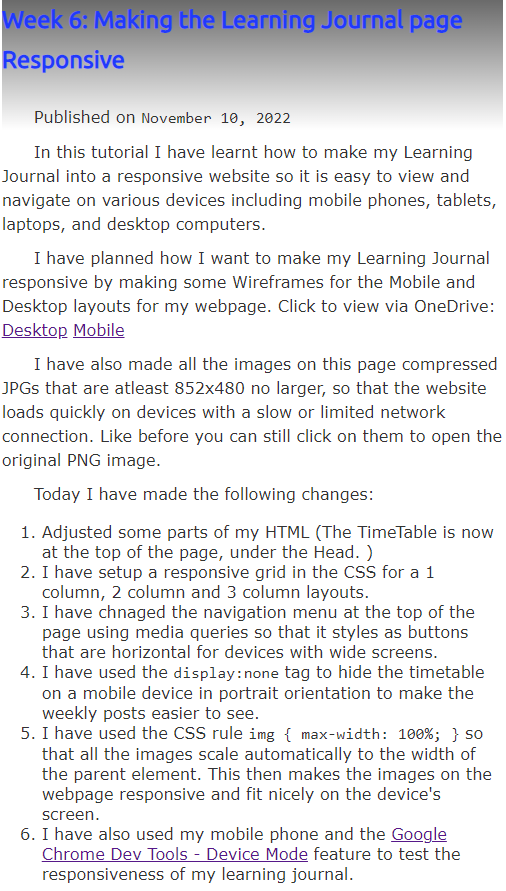 Week 6: Making the Learning Journal page
Responsive
Published on November 10, 2022
In this tutorial I have learnt how to make my Learning
Journal into a responsive website so it is easy to view and
navigate on various devices including mobile phones, tablets,
laptops, and desktop computers.
I have planned how I want to make my Learning Journal
responsive by making some Wireframes for the Mobile and
Desktop layouts for my webpage. Click to view via OneDrive:
Desktop Mobile
I have also made all the images on this page compressed
JPGs that are atleast 852x480 no larger, so that the website
loads quickly on devices with a slow or limited network
connection. Like before you can still click on them to open the
original PNG image.
Today I have made the following changes:
1. Adjusted some parts of my HTML (The TimeTable is now
at the top of the page, under the Head. )
2. I have setup a responsive grid in the CSS for a 1
column, 2 column and 3 column layouts.
3. I have chnaged the navigation menu at the top of the
page using media queries so that it styles as buttons
that are horizontal for devices with wide screens.
4. I have used the display:none tag to hide the timetable
on a mobile device in portrait orientation to make the
weekly posts easier to see.
5. I have used the CSS rule img { max-width: 100%; } so
that all the images scale automatically to the width of
the parent element. This then makes the images on the
webpage responsive and fit nicely on the device's
screen.
6. I have also used my mobile phone and the Google
Chrome Dev Tools - Device Mode feature to test the
responsiveness of my learning journal.